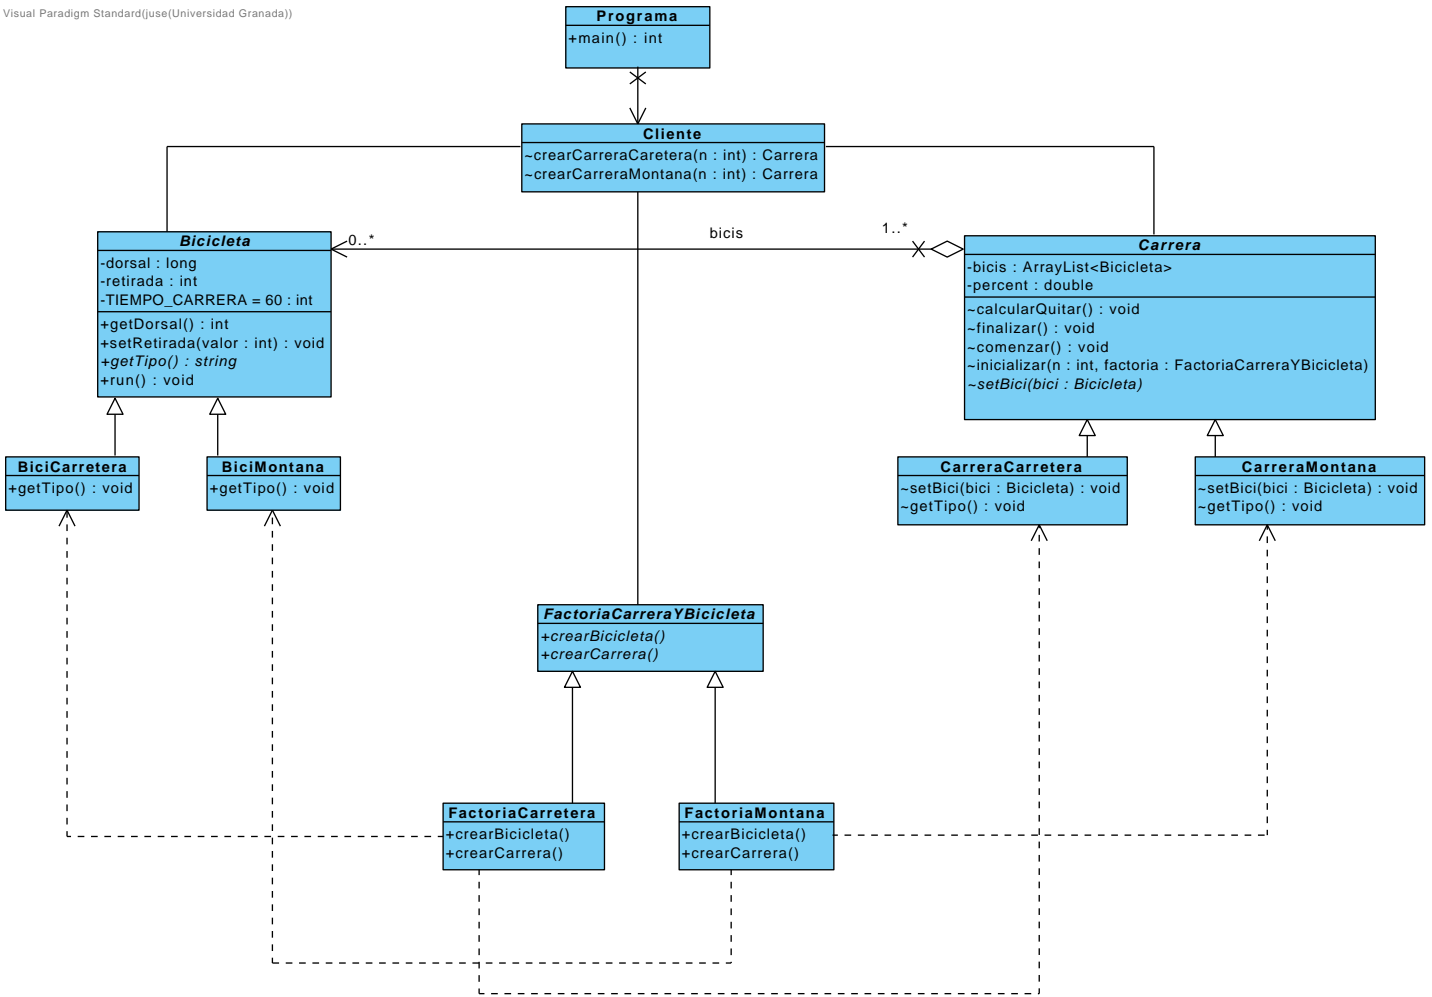 Visual Paradigm Standard(juse(Universidad Granada))
Programa
+main() : int
Cliente
~crearCarreraCaretera(n : int) : Carrera
~crearCarreraMontana(n : int) : Carrera
Bicicleta
-dorsal : long
-retirada : int
-TIEMPO_CARRERA = 60 : int
+getDorsal() : int
+setRetirada(valor : int) : void
+getTipo() : string
+run() : void
0..*
bicis
1..*
Carrera
-bicis : ArrayList<Bicicleta>
-percent : double
~calcularQuitar() : void
~finalizar() : void
~comenzar() : void
~inicializar(n : int, factoria : FactoriaCarreraYBicicleta)
~setBici(bici : Bicicleta)
BiciCarretera
+getTipo() : void
BiciMontana
+getTipo() : void
CarreraCarretera
~setBici(bici : Bicicleta) : void
~getTipo() : void
CarreraMontana
~setBici(bici : Bicicleta) : void
~getTipo() : void
FactoriaCarreraYBicicleta
+crearBicicleta()
+crearCarrera()
FactoriaCarretera
+crearBicicleta()
+crearCarrera()
FactoriaMontana
+crearBicicleta()
+crearCarrera()